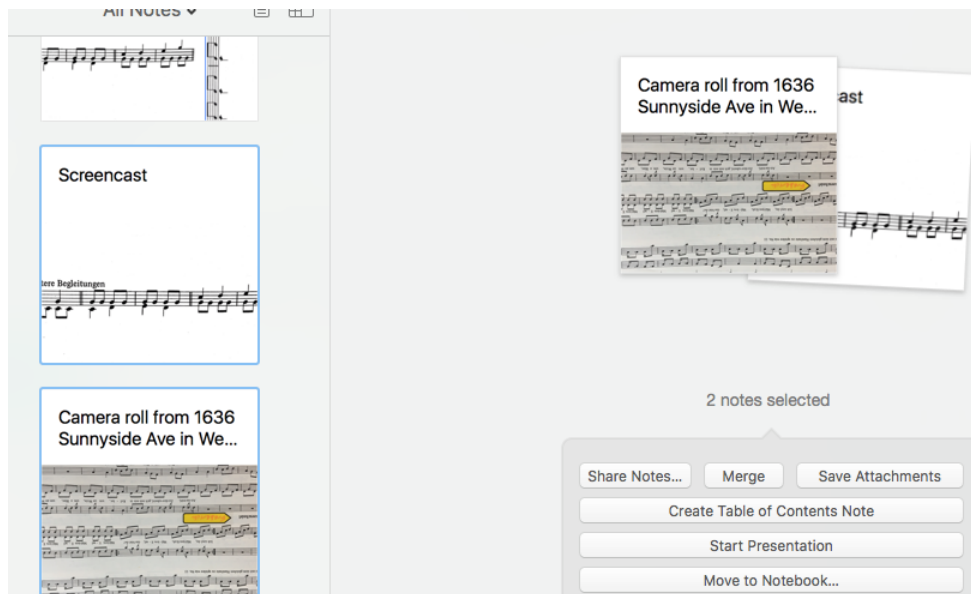 All Notes
Screencast
tere Begleitungen
Camera roll from 1636
Sunnyside Ave in We...
Camera roll from 1636
Sunnyside Ave in We...
ast
2 notes selected
Share Notes...
Merge
Save Attachments
Create Table of Contents Note
Start Presentation
Move to Notebook...